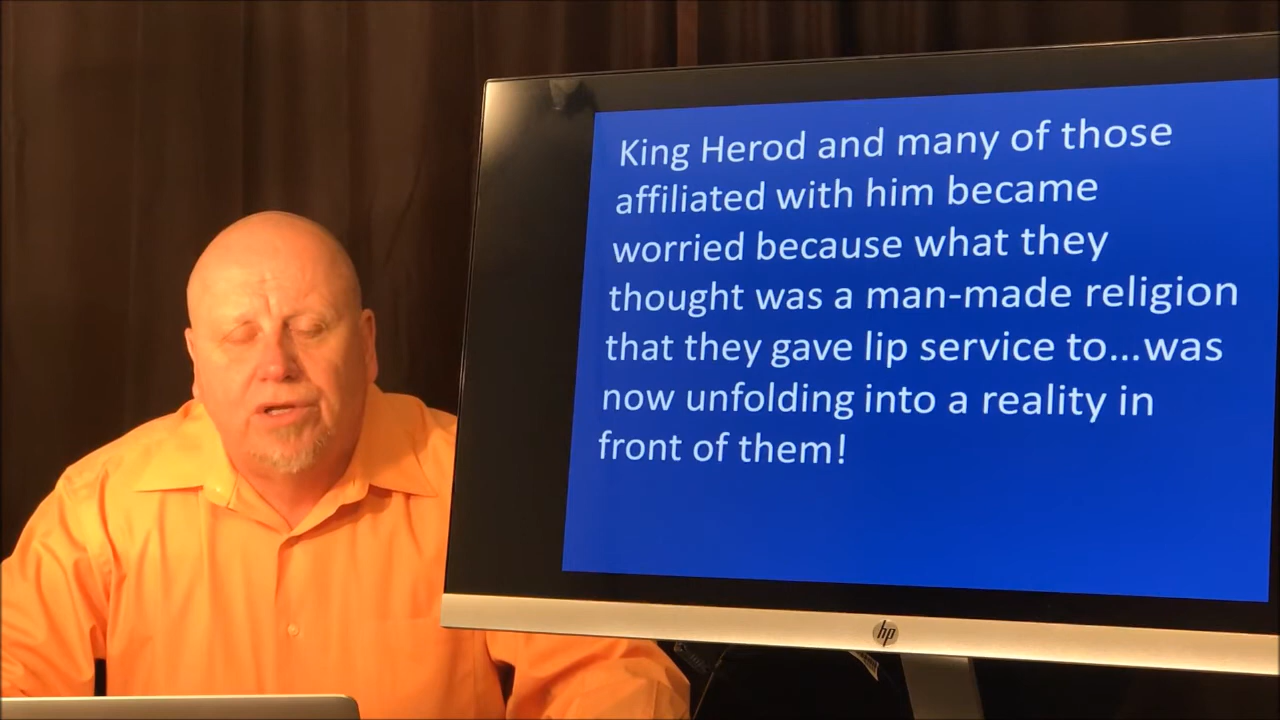 King Herod and many of those
affiliated with him became
worried because what they
thought was a man-made religion
that they gave lip service to...was
now unfolding into a reality in
front of them!
hp